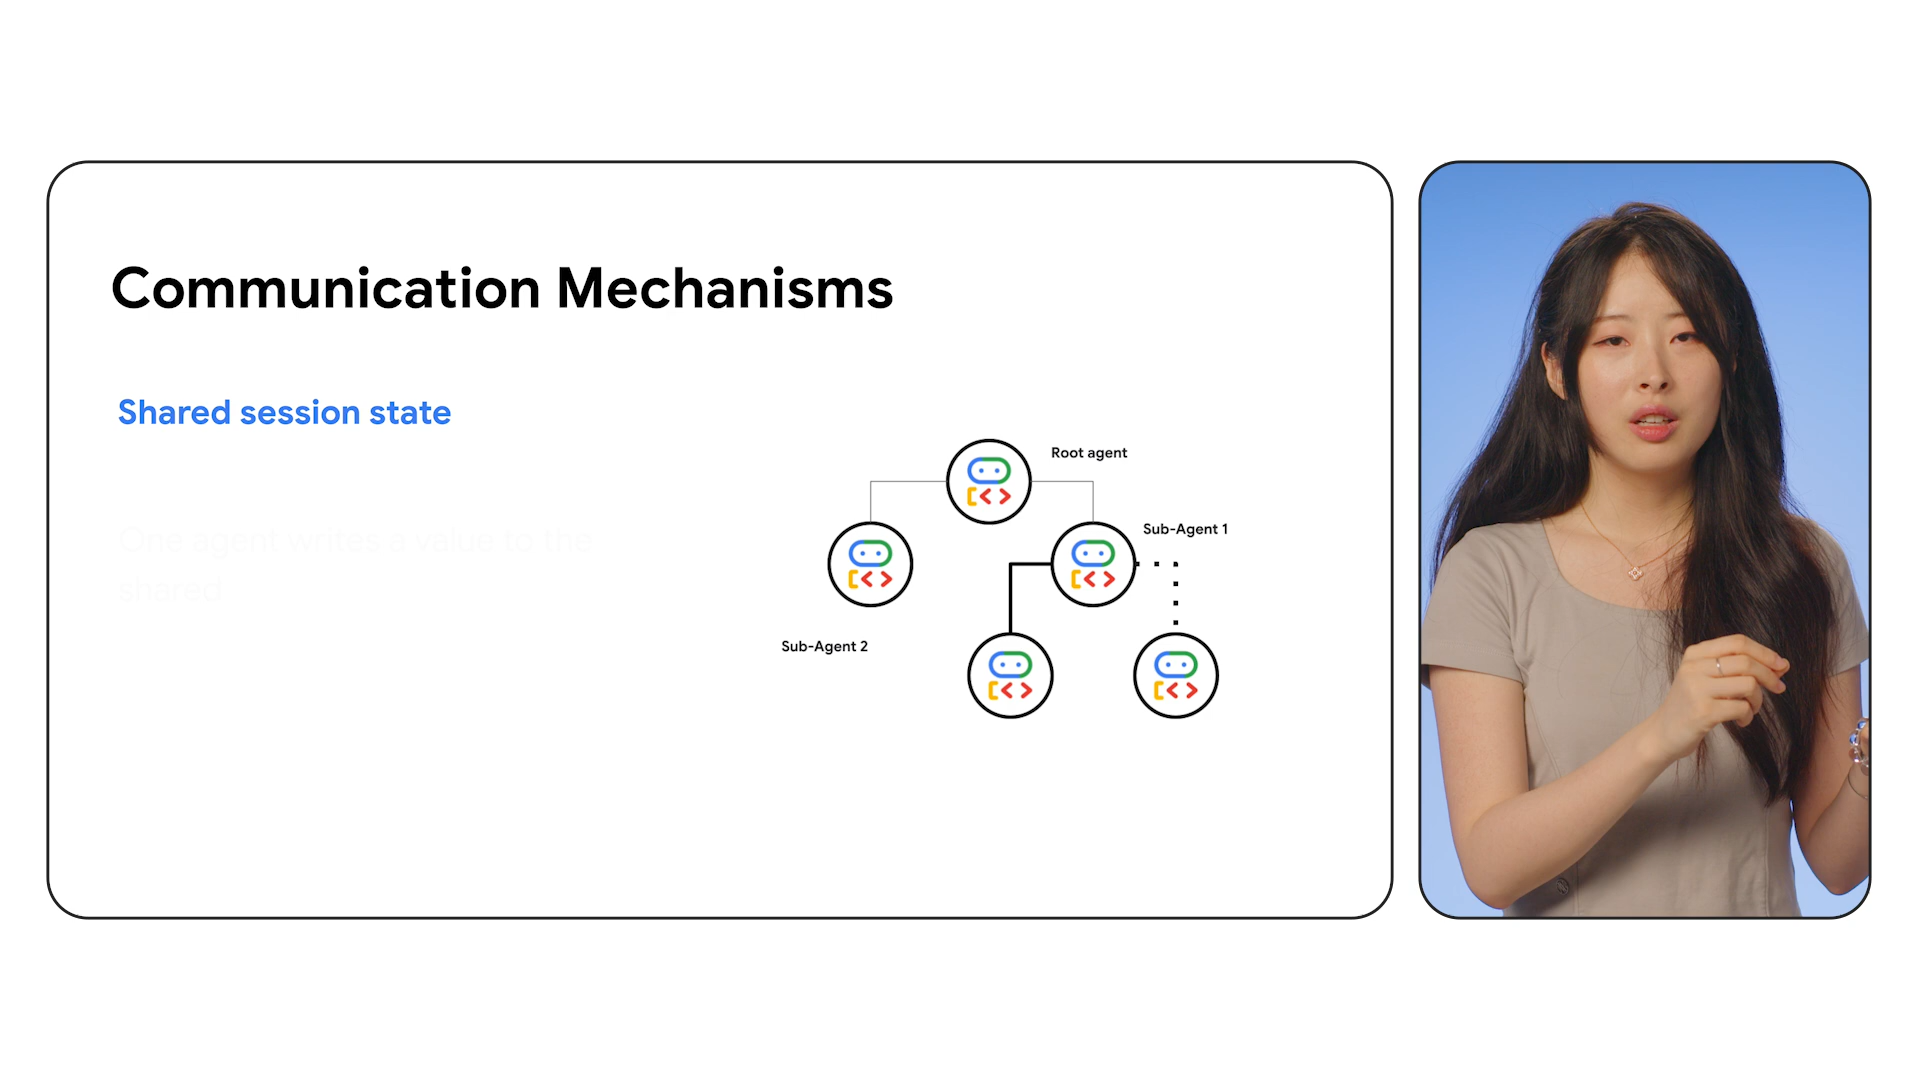 Communication Mechanisms
Shared session state
One agent writes a value to the
shared
Root agent
Sub-Agent 1
Sub-Agent 2